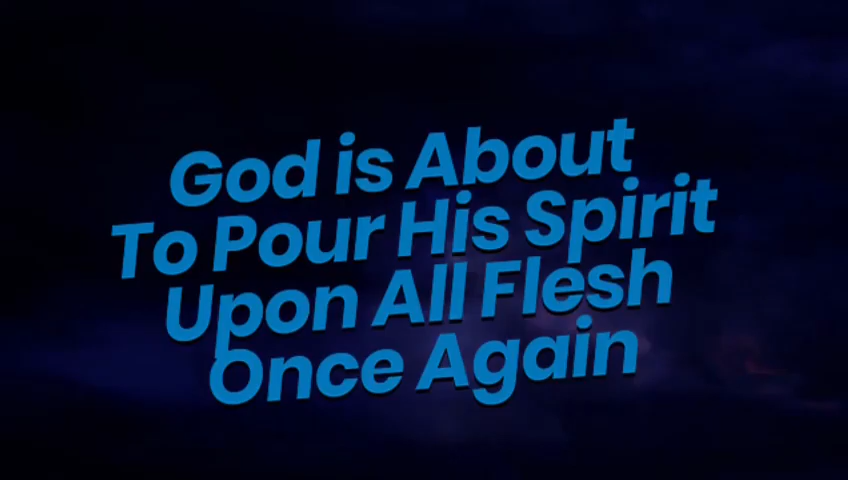 God is About
To Pour His Spirit
Upon All Flesh
Once Again